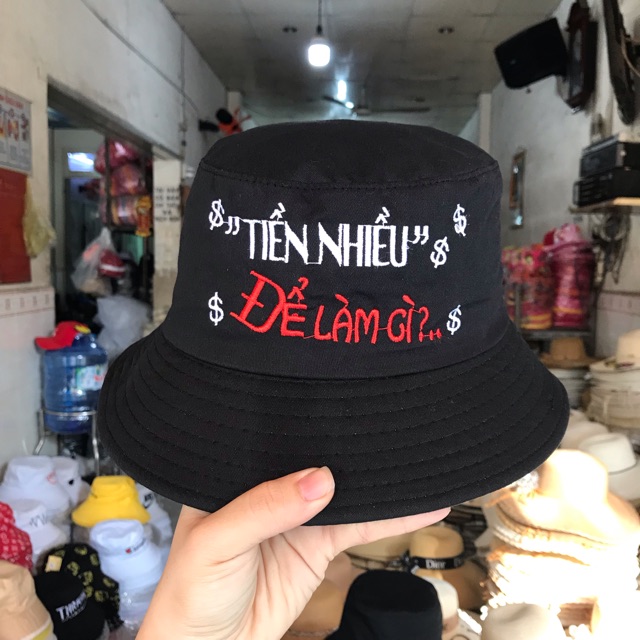 $ "TIỀN NHIỀU" $ $
$ ĐỂ LÀM GÌ?... $